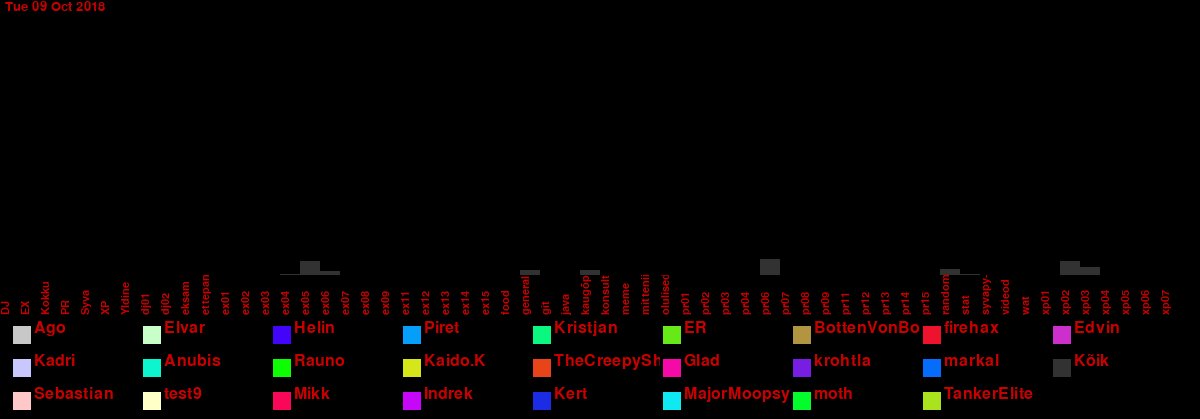 Tue 09 Oct 2018
DJ
EX
Kokku
PR
Syva
XP
Yldine
dj01
dj02
eksam
ettepan
ex01
ex02
ex03
ex04
ex05
ex06
ex07
ex08
ex09
ex11
ex12
ex13
ex14
ex15
food
general
git
java
kaugõp
konsult
meme
mittenii
olulised
pr01
pr02
pr03
pr04
pr06
pr07
pr08
pr09
pr11
pr12
pr13
pr14
pr15
random
stat
syvapy-
videod
wat
xp01
xp02
xp03
xp04
xp05
xp06
xp07
Ago Elvar Helin Piret Kristjan ER BottenVonBo firehax Edvin
Kadri Anubis Rauno Kaido.K TheCreepySh Glad krohtla markal Kõik
Sebastian test9 Mikk Indrek Kert MajorMoopsy moth TankerElite